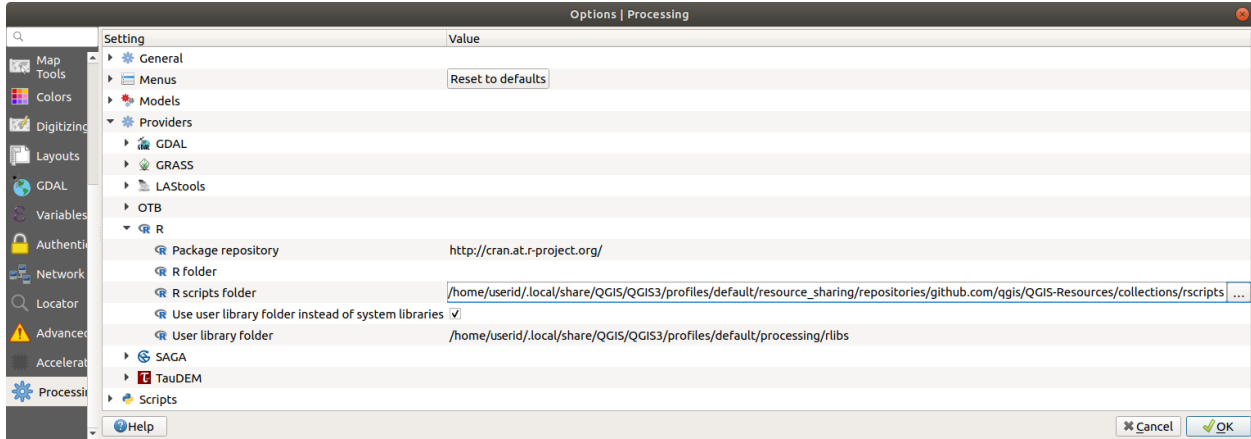 Options | Processing
Setting Value
Map Tools
Colors
Digitizing
Layouts
GDAL
Variables
Authenti
Network
Locator
Advanced
Accelerat
Processin
General
Menus Reset to defaults
Models
Providers
GDAL
GRASS
LAStools
OTB
R
Package repository http://cran.at.r-project.org/
R folder
R scripts folder /home/userid/.local/share/QGIS/QGIS3/profiles/default/resource_sharing/repositories/github.com/qgis/QGIS-Resources/collections/rscripts ...
Use user library folder instead of system libraries
User library folder /home/userid/.local/share/QGIS/QGIS3/profiles/default/processing/rlibs
SAGA
TauDEM
Scripts
Help Cancel OK